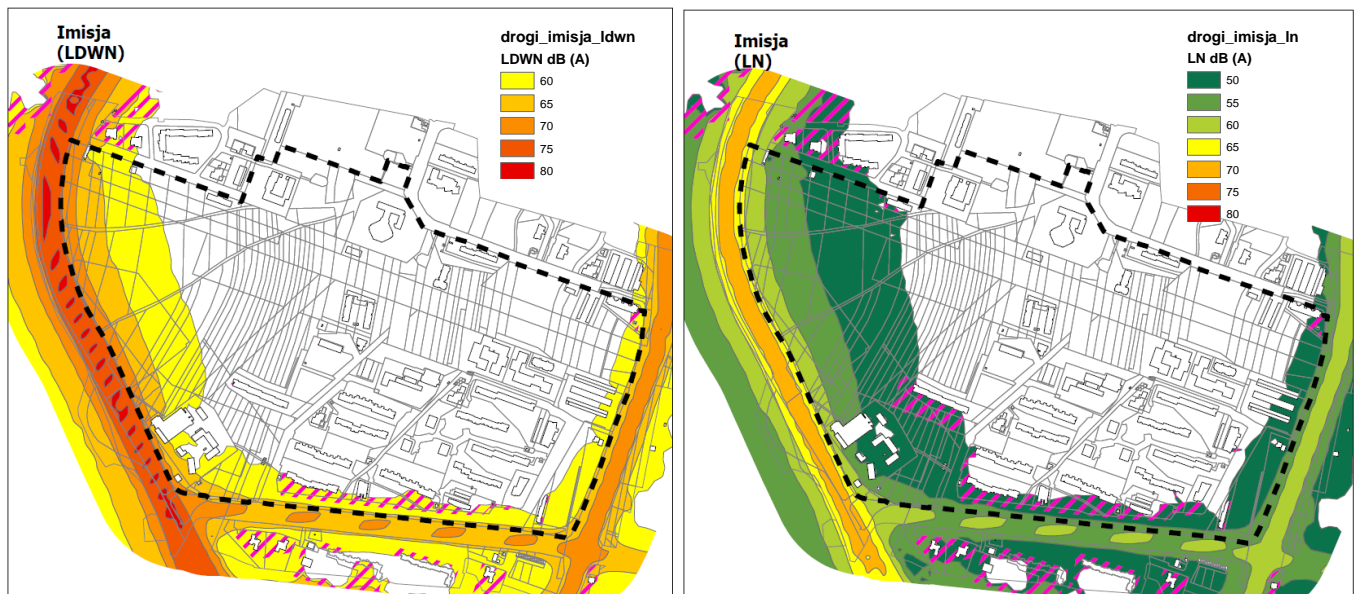 Imisja
(LDWN)
drogi_imisja_ldwn
LDWN dB (A)
60
65
70
75
80
Imisja
(LN)
drogi_imisja_ln
LN dB (A)
50
55
60
65
70
75
80